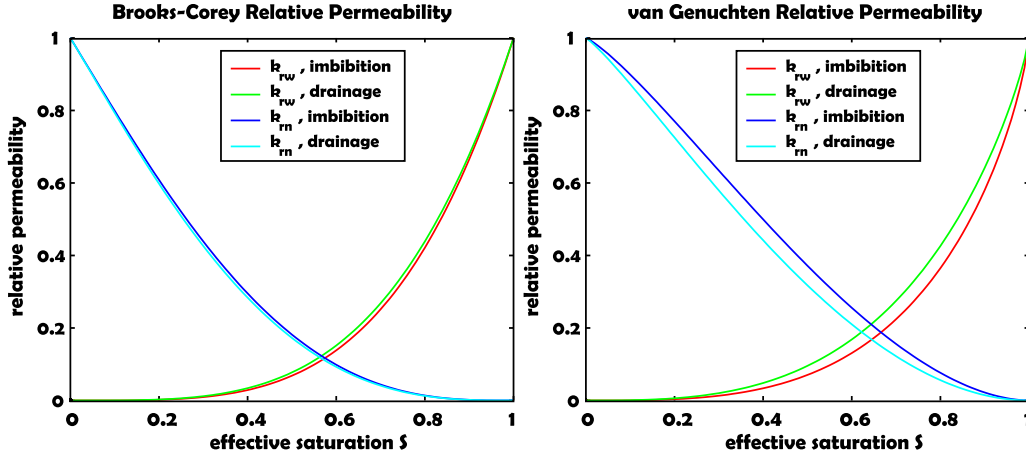 Brooks-Corey Relative Permeability
1
0.8
0.6
0.4
0.2
0
relative permeability
k_rw , imbibition
k_rw , drainage
k_rn , imbibition
k_rn , drainage
0
0.2
0.4
0.6
0.8
1
effective saturation S
van Genuchten Relative Permeability
1
0.8
0.6
0.4
0.2
0
relative permeability
k_rw , imbibition
k_rw , drainage
k_rn , imbibition
k_rn , drainage
0
0.2
0.4
0.6
0.8
1
effective saturation S